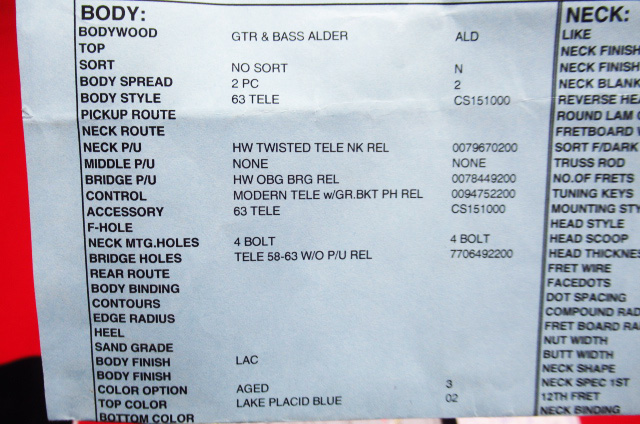 BODY:
BODYWOOD GTR & BASS ALDER ALD
TOP
SORT NO SORT N
BODY SPREAD 2 PC 2
BODY STYLE 63 TELE CS151000
PICKUP ROUTE
NECK ROUTE
NECK P/U HW TWISTED TELE NK REL 0079670200
MIDDLE P/U NONE NONE
BRIDGE P/U HW OBG BRG REL 0078449200
CONTROL MODERN TELE w/GR.BKT PH REL 0094752200
ACCESSORY 63 TELE CS151000
F-HOLE
NECK MTG.HOLES 4 BOLT 4 BOLT
BRIDGE HOLES TELE 58-63 W/O P/U REL 7706492200
REAR ROUTE
BODY BINDING
CONTOURS
EDGE RADIUS
HEEL
SAND GRADE
BODY FINISH LAC
BODY FINISH
COLOR OPTION AGED 3
TOP COLOR LAKE PLACID BLUE 02
BOTTOM COLOR
NECK:
LIKE
NECK FINISH
NECK FINISH
NECK BLANK
REVERSE HEA
ROUND LAM
FRETBOARD
SORT F/DARK
TRUSS ROD
NO.OF FRETS
TUNING KEYS
MOUNTING STY
HEAD STYLE
HEAD SCOOP
HEAD THICKNES
FRET WIRE
FACEDOTS
DOT SPACING
COMPOUND RAD
FRET BOARD RA
NUT WIDTH
BUTT WIDTH
NECK SHAPE
NECK SPEC 1ST
12TH FRET
NECK BINDING